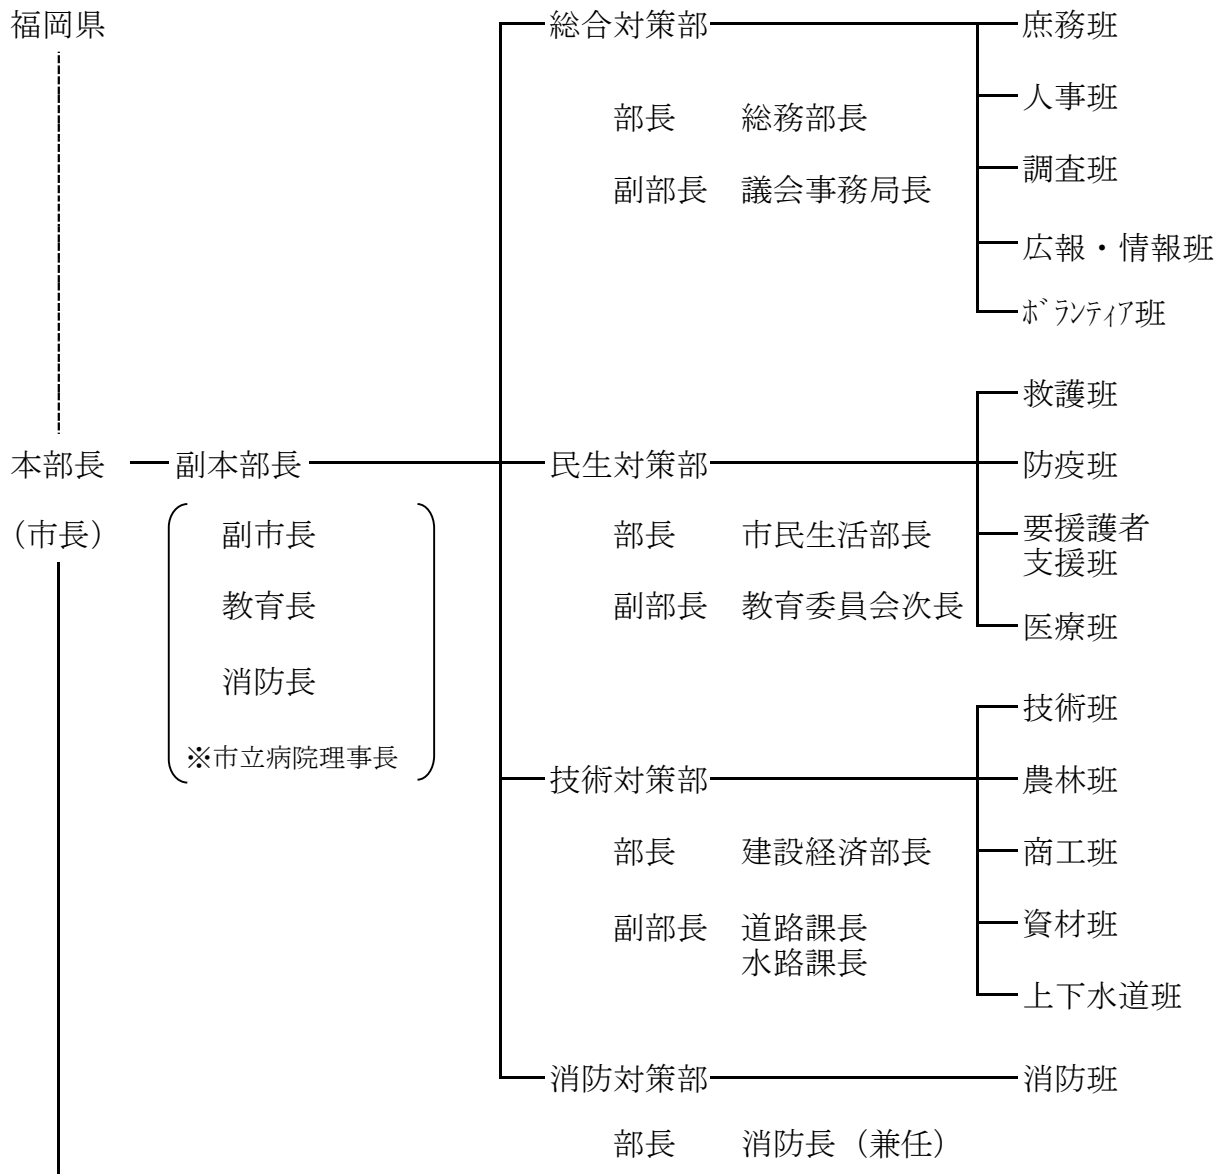 福岡県
総合対策部
庶務班
人事班
部長 総務部長
調査班
副部長 議会事務局長
広報・情報班
ﾎﾞﾗﾝﾃｨｱ班
救護班
本部長
副本部長
民生対策部
防疫班
(市長)
副市長
部長 市民生活部長
要援護者
支援班
教育長
副部長 教育委員会次長
医療班
消防長
技術班
※市立病院理事長
技術対策部
農林班
部長 建設経済部長
商工班
副部長 道路課長
水路課長
資材班
上下水道班
消防対策部
消防班
部長 消防長（兼任）